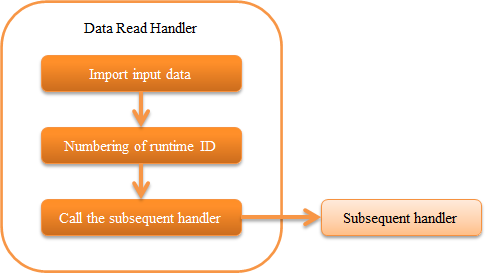 Data Read Handler
Import input data
Numbering of runtime ID
Call the subsequent handler
Subsequent handler